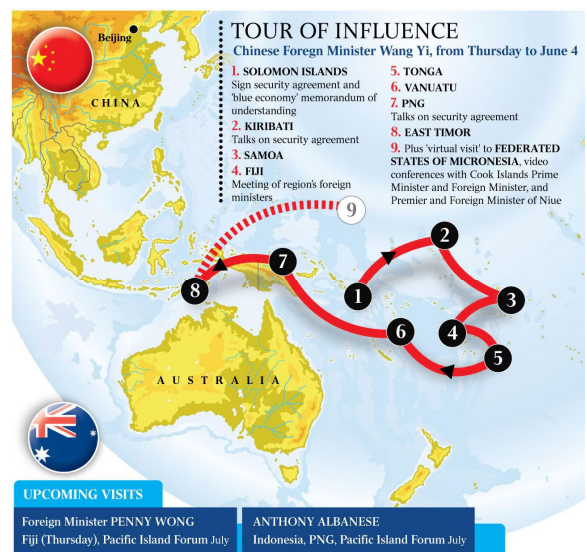 TOUR OF INFLUENCE
Chinese Foregn Minister Wang Yi, from Thursday to June 4
1. SOLOMON ISLANDS
Sign security agreement and
'blue economy' memorandum of
understanding
2. KIRIBATI
Talks on security agreement
3. SAMOA
4. FIJI
Meeting of region's foreign
ministers
5. TONGA
6. VANUATU
7. PNG
Talks on security agreement
8. EAST TIMOR
9. Plus 'virtual visit' to FEDERATED
STATES OF MICRONESIA, video
conferences with Cook Islands Prime
Minister and Foreign Minister, and
Premier and Foreign Minister of Niue
Beijing
CHINA
9
2
7
8
1
3
6
4
5
AUSTRALIA
UPCOMING VISITS
Foreign Minister PENNY WONG
Fiji (Thursday), Pacific Island Forum July
ANTHONY ALBANESE
Indonesia, PNG, Pacific Island Forum July